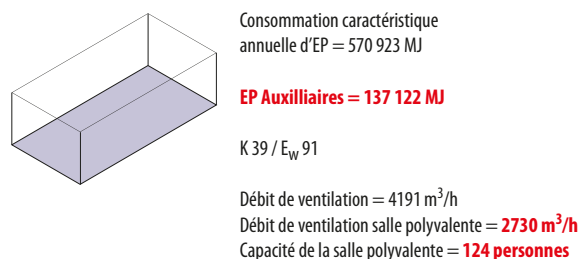 Consommation caractéristique
annuelle d’EP = 570 923 MJ
EP Auxilliaires = 137 122 MJ
K 39 / E_W 91
Débit de ventilation = 4191 m³/h
Débit de ventilation salle polyvalente = 2730 m³/h
Capacité de la salle polyvalente = 124 personnes